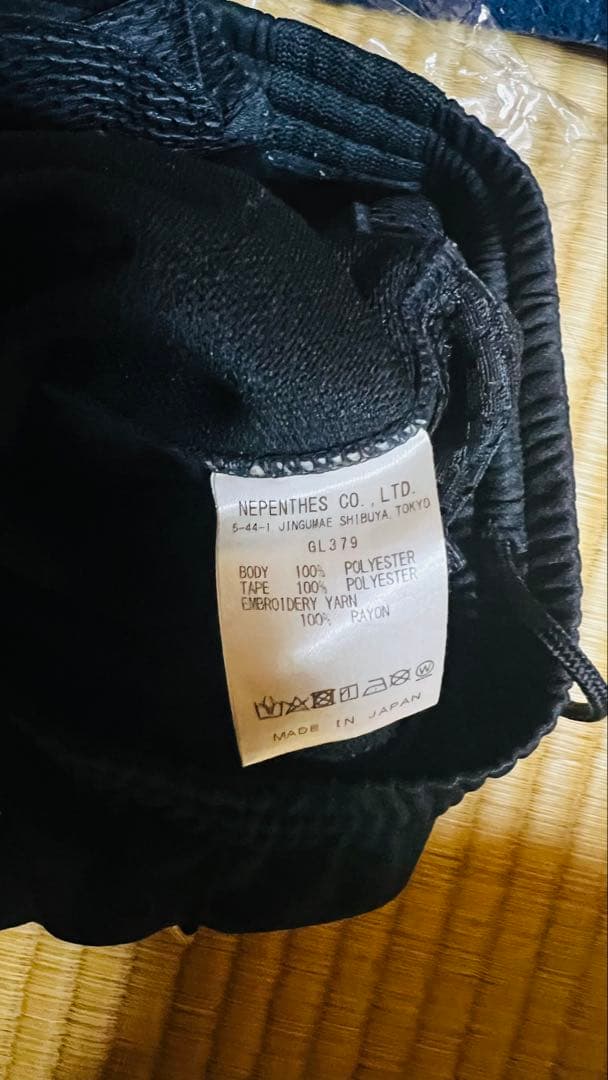 NEPENTHES CO.,LTD.
5-44-1 JINGUMAE SHIBUYA, TOKYO
GL379
BODY 100% POLYESTER
TAPE 100% POLYESTER
EMBROIDERY YARN
100% RAYON
W
MADE IN JAPAN